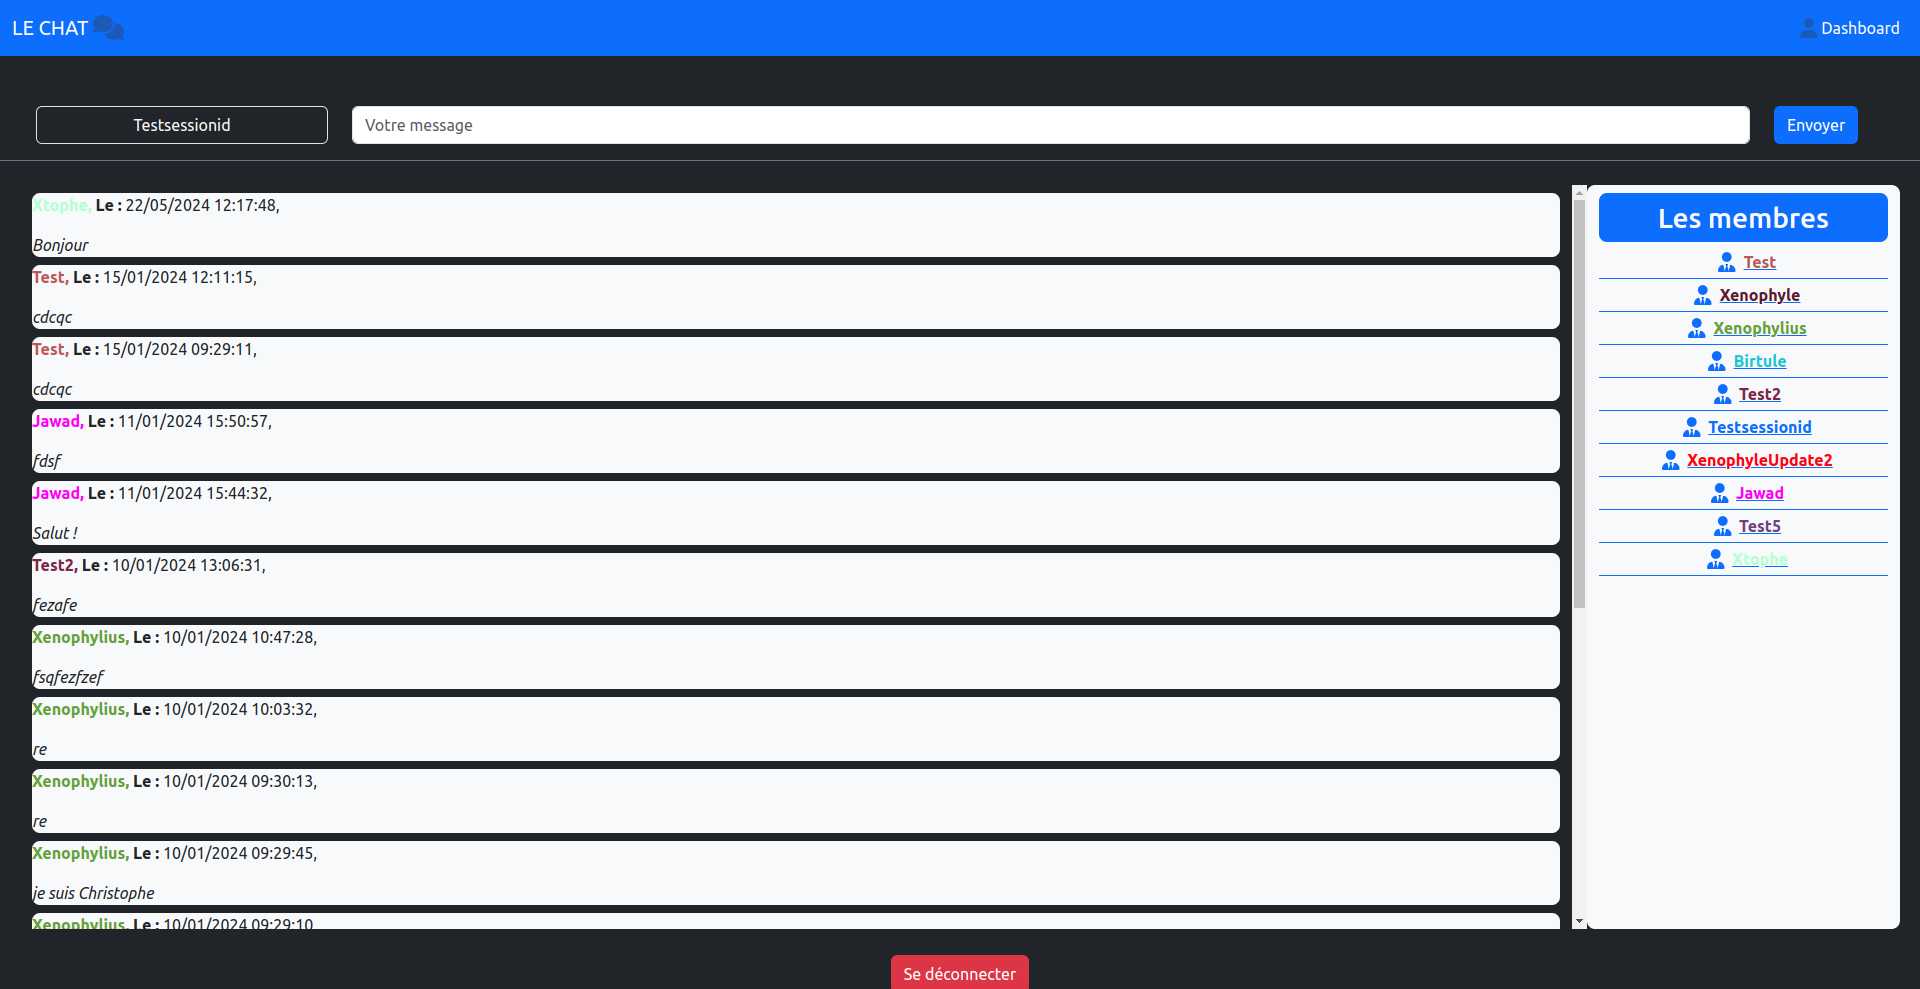 LE CHAT
Dashboard
Testsessionid
Votre message
Envoyer
Xtophe, Le : 22/05/2024 12:17:48,
Bonjour
Test, Le : 15/01/2024 12:11:15,
cdcqc
Test, Le : 15/01/2024 09:29:11,
cdcqc
Jawad, Le : 11/01/2024 15:50:57,
fdsf
Jawad, Le : 11/01/2024 15:44:32,
Salut !
Test2, Le : 10/01/2024 13:06:31,
fezafe
Xenophylius, Le : 10/01/2024 10:47:28,
fsqfezfzef
Xenophylius, Le : 10/01/2024 10:03:32,
re
Xenophylius, Le : 10/01/2024 09:30:13,
re
Xenophylius, Le : 10/01/2024 09:29:45,
je suis Christophe
Xenophylius, Le : 10/01/2024 09:29:10
Les membres
Test
Xenophyle
Xenophylius
Birtule
Test2
Testsessionid
XenophyleUpdate2
Jawad
Test5
Xtophe
Se déconnecter